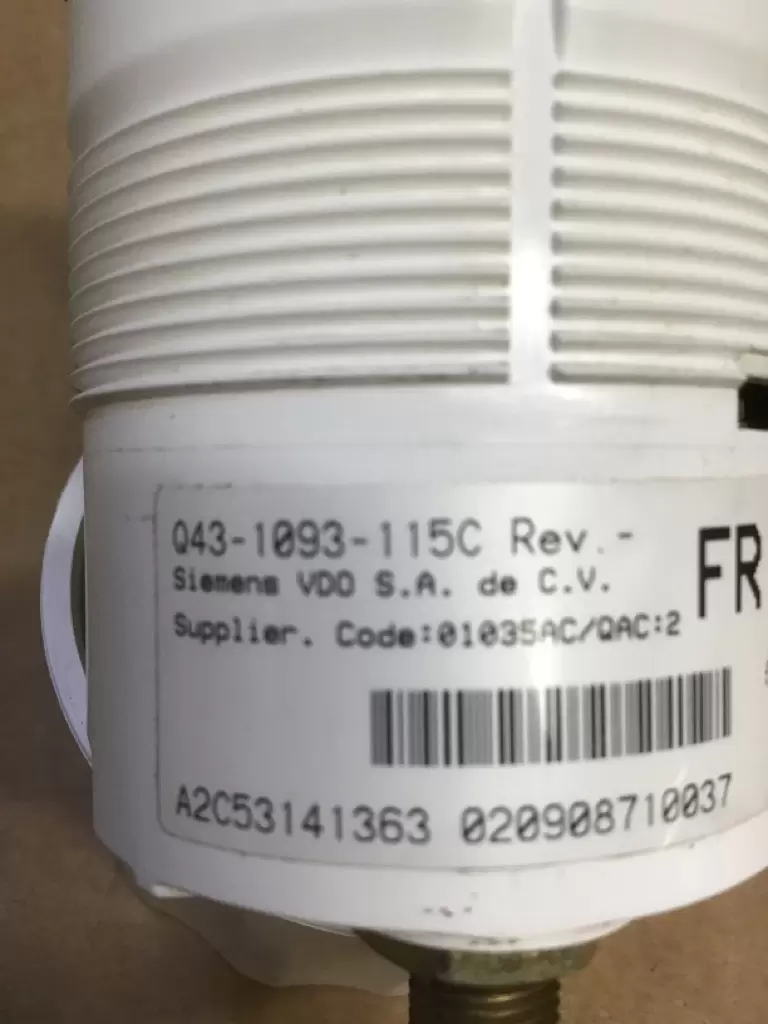 Q43-1093-115C Rev.-
Siemens VDO S.A. de C.V.
Supplier. Code:01035AC/QAC:2
FR
A2C53141363 020908710037